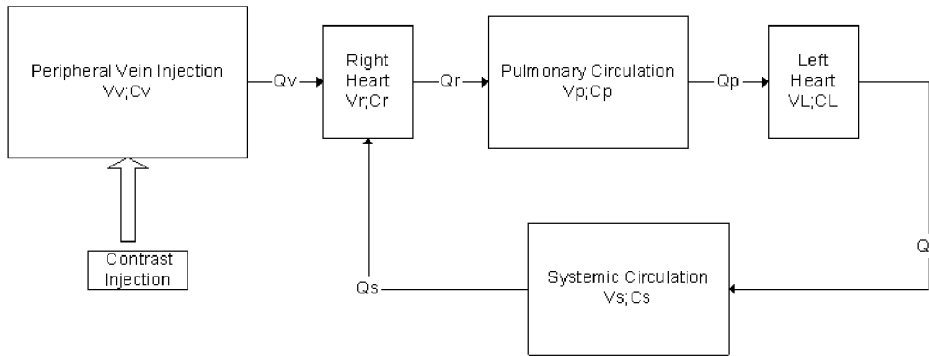 Peripheral Vein Injection
Vv;Cv
Qv
Right
Heart
Vr;Cr
Qr
Pulmonary Circulation
Vp;Cp
Qp
Left
Heart
VL;CL
Q
Contrast
Injection
Qs
Systemic Circulation
Vs;Cs